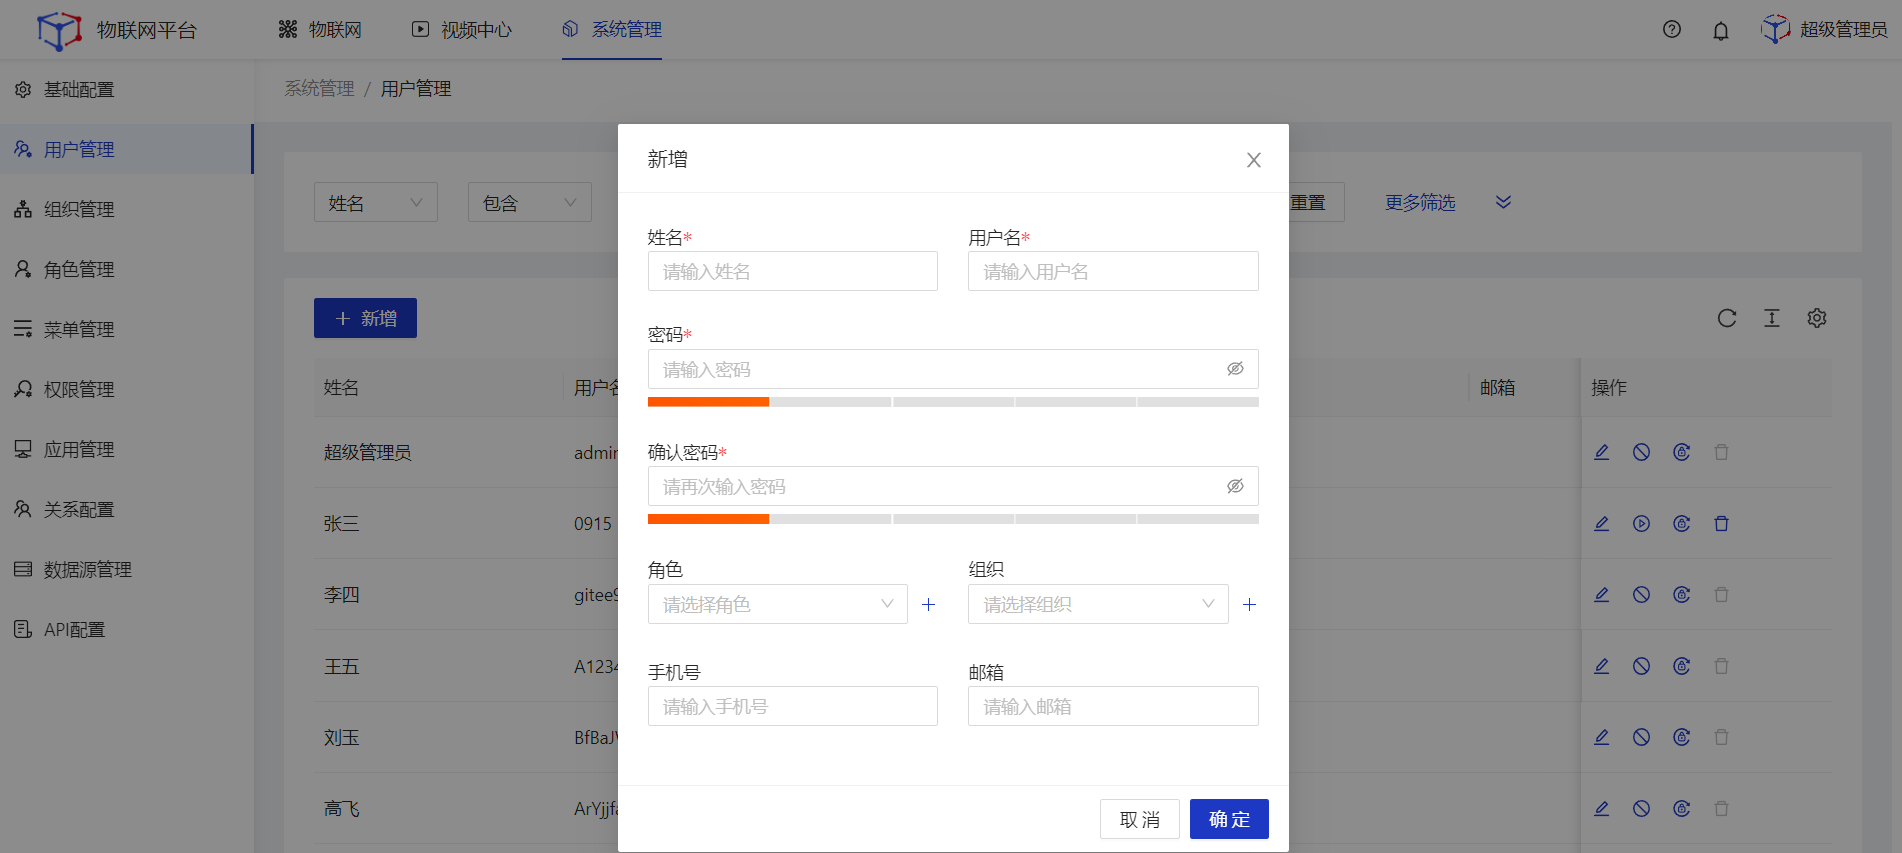 物联网平台
物联网
视频中心
系统管理
超级管理员
基础配置
用户管理
组织管理
角色管理
菜单管理
权限管理
应用管理
关系配置
数据源管理
API配置
系统管理 / 用户管理
姓名
包含
重置
更多筛选
新增
姓名
用户名
邮箱
操作
超级管理员
admin
张三
0915
李四
gitee9
王五
A1234
刘玉
BfBaJW
高飞
ArYjjfa
新增
姓名*
用户名*
请输入姓名
请输入用户名
密码*
请输入密码
确认密码*
请再次输入密码
角色
组织
请选择角色
请选择组织
手机号
邮箱
请输入手机号
请输入邮箱
取 消
确 定